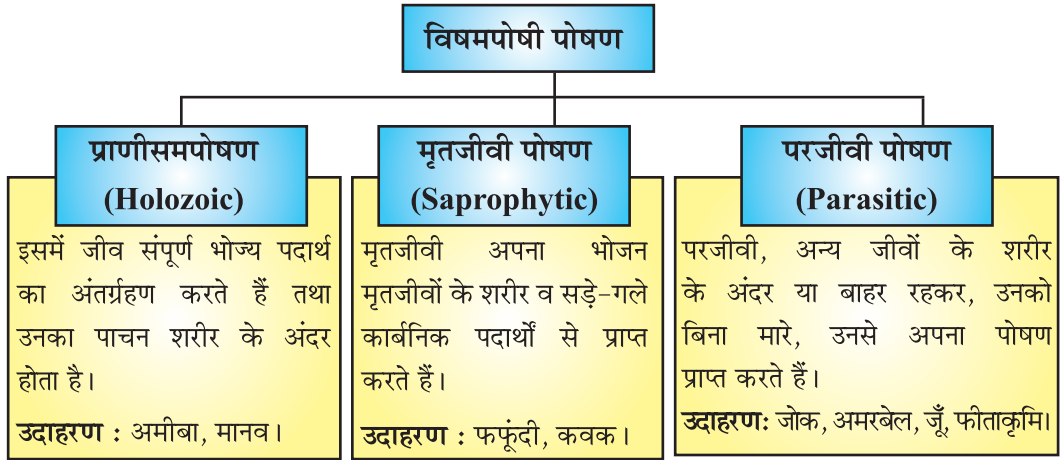 विषमपोषी पोषण
प्राणीसमपोषण
(Holozoic)
इसमें जीव संपूर्ण भोज्य पदार्थ
का अंतर्ग्रहण करते हैं तथा
उनका पाचन शरीर के अंदर
होता है।
उदाहरण : अमीबा, मानव।
मृतजीवी पोषण
(Saprophytic)
मृतजीवी अपना भोजन
मृतजीवों के शरीर व सड़े-गले
कार्बनिक पदार्थों से प्राप्त
करते हैं।
उदाहरण : फफूंदी, कवक।
परजीवी पोषण
(Parasitic)
परजीवी, अन्य जीवों के शरीर
के अंदर या बाहर रहकर, उनको
बिना मारे, उनसे अपना पोषण
प्राप्त करते हैं।
उदाहरण: जोक, अमरबेल, जूँ, फीताकृमि।